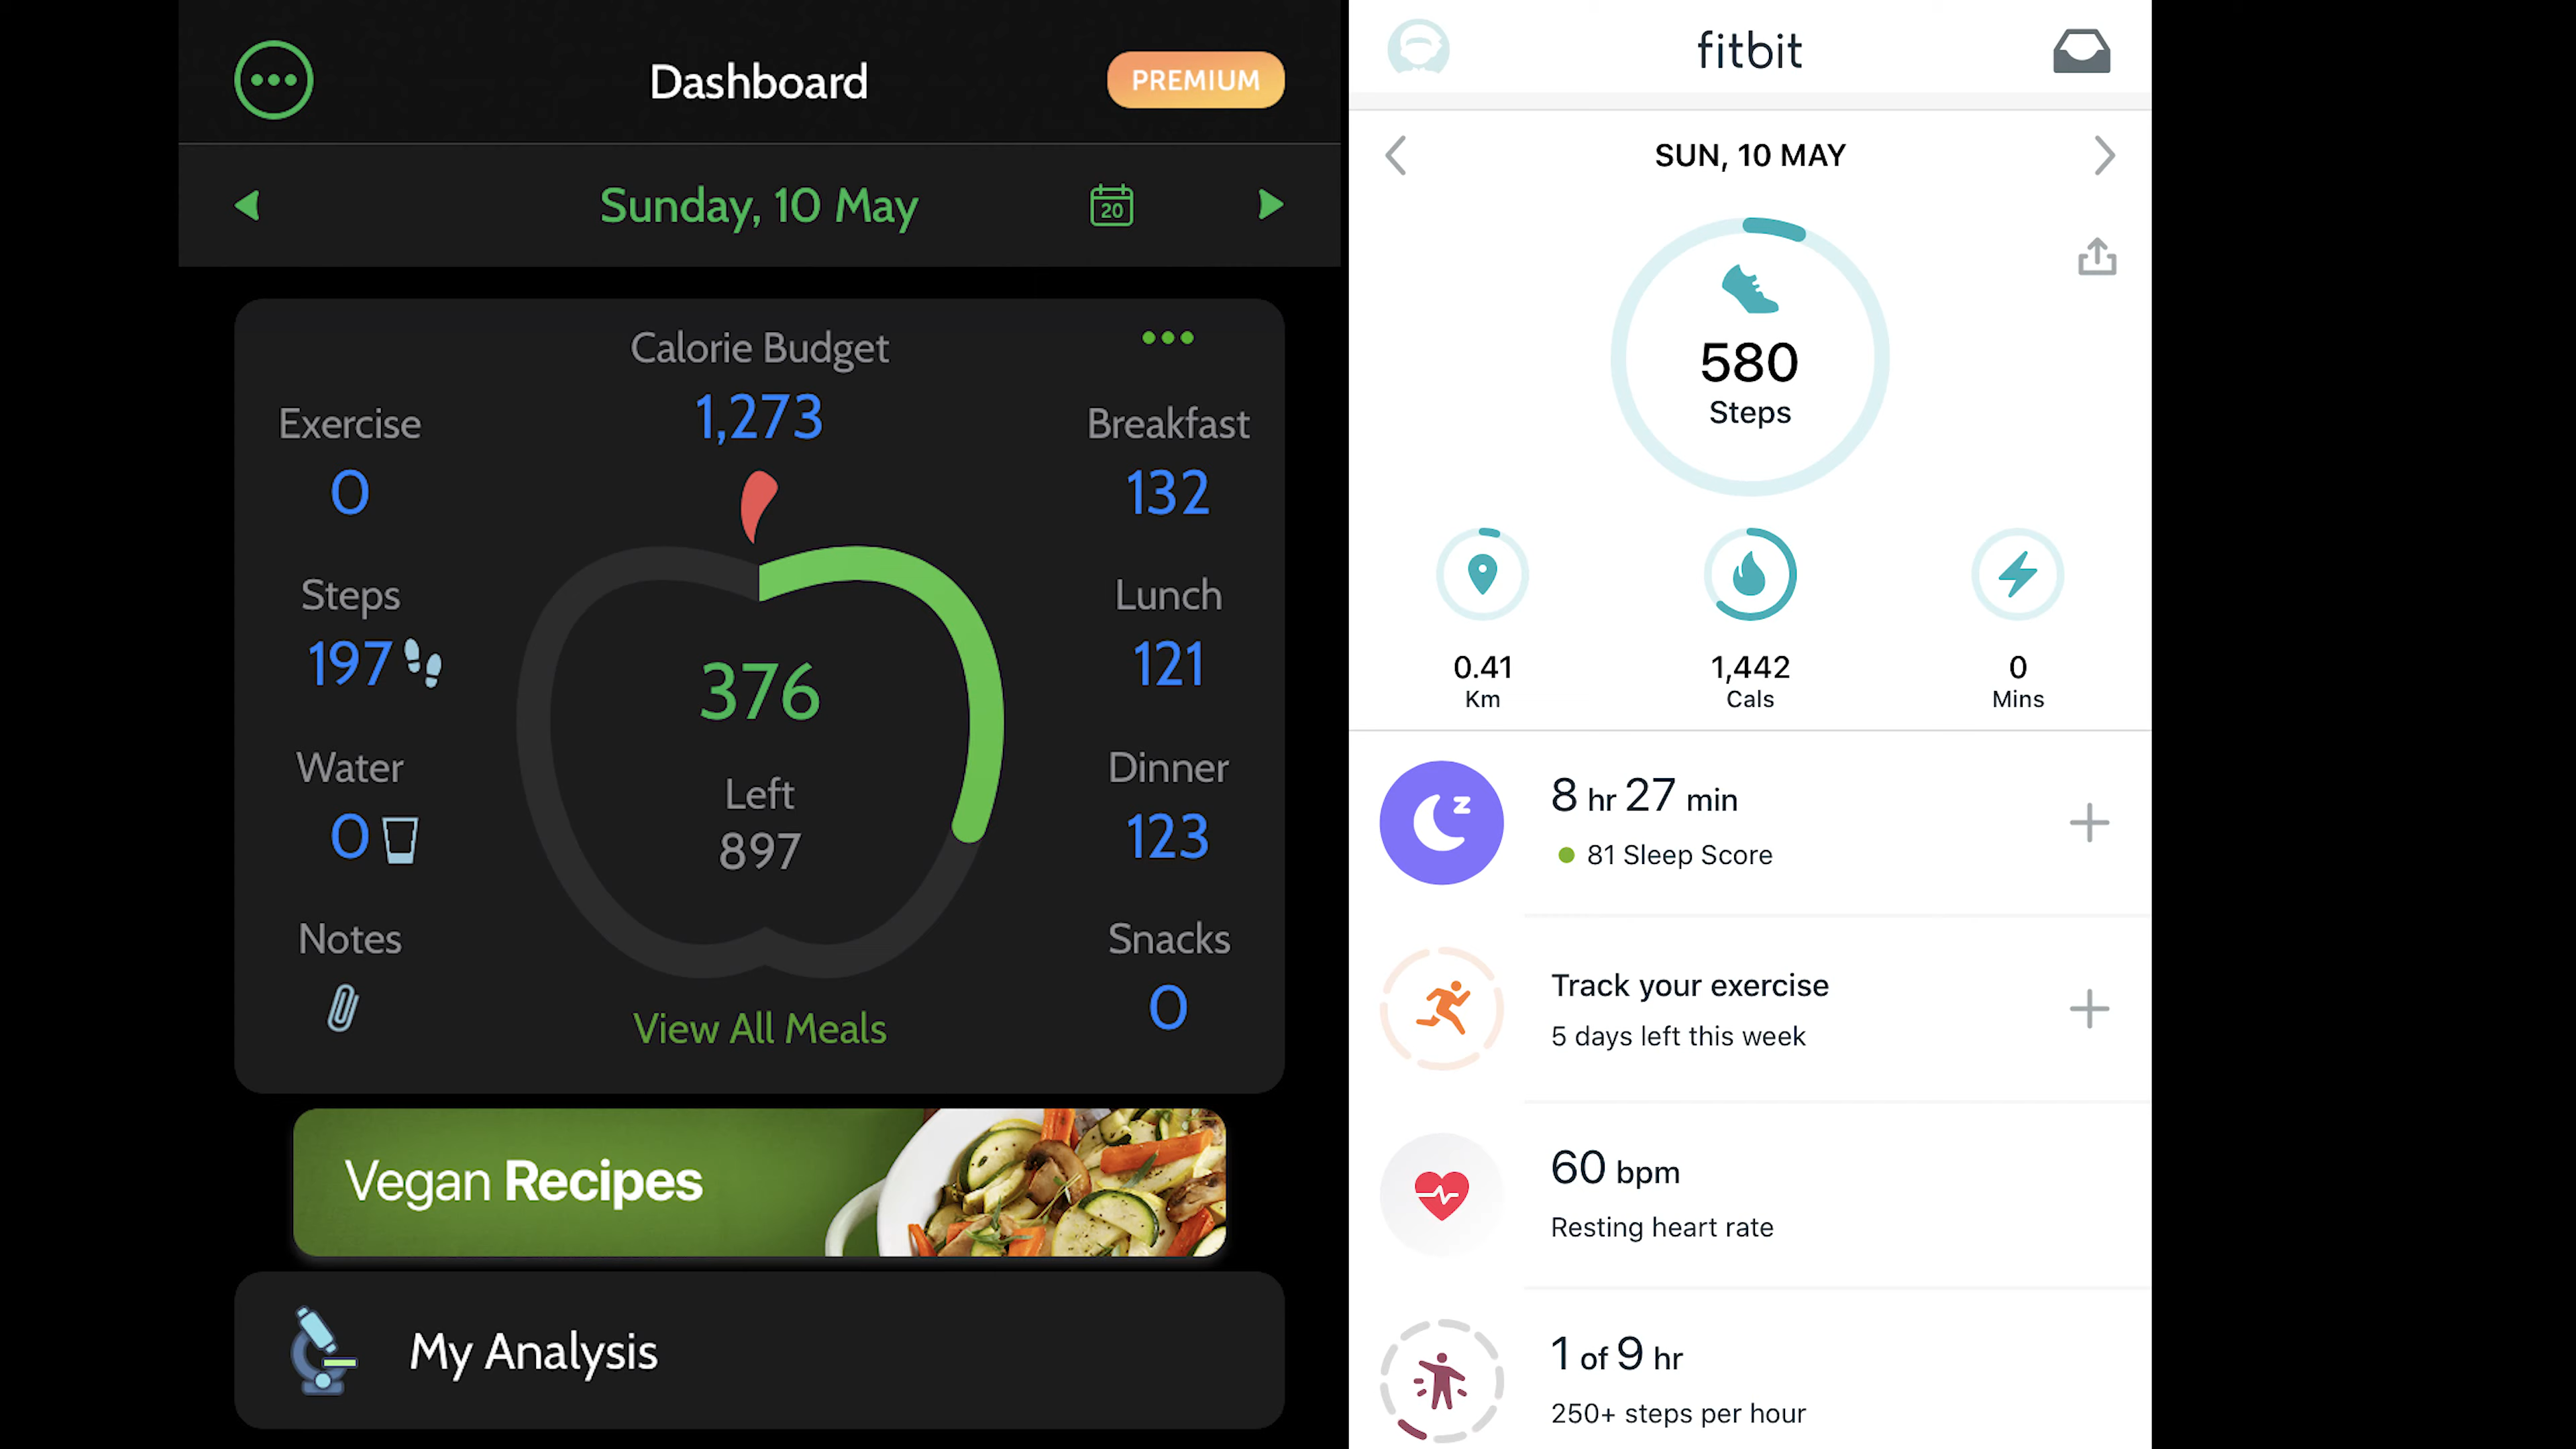 Dashboard
PREMIUM
Sunday, 10 May
20
Calorie Budget
1,273
Exercise
0
Steps
197
Water
0
Notes
376
Left
897
View All Meals
Breakfast
132
Lunch
121
Dinner
123
Snacks
0
Vegan Recipes
My Analysis
fitbit
SUN, 10 MAY
580
Steps
0.41
Km
1,442
Cals
0
Mins
z
8 hr 27 min
81 Sleep Score
Track your exercise
5 days left this week
60 bpm
Resting heart rate
1 of 9 hr
250+ steps per hour